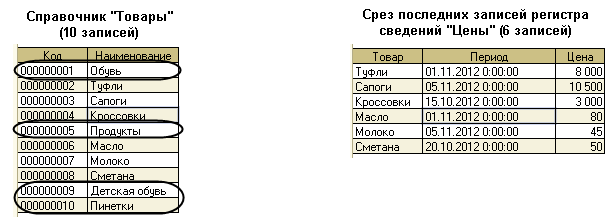 Справочник "Товары"
(10 записей)
Код Наименование
000000001 Обувь
000000002 Туфли
000000003 Сапоги
000000004 Кроссовки
000000005 Продукты
000000006 Масло
000000007 Молоко
000000008 Сметана
000000009 Детская обувь
000000010 Пинетки
Срез последних записей регистра
сведений "Цены" (6 записей)
Товар Период Цена
Туфли 01.11.2012 0:00:00 8 000
Сапоги 05.11.2012 0:00:00 10 500
Кроссовки 15.10.2012 0:00:00 3 000
Масло 01.11.2012 0:00:00 80
Молоко 05.11.2012 0:00:00 45
Сметана 20.10.2012 0:00:00 50